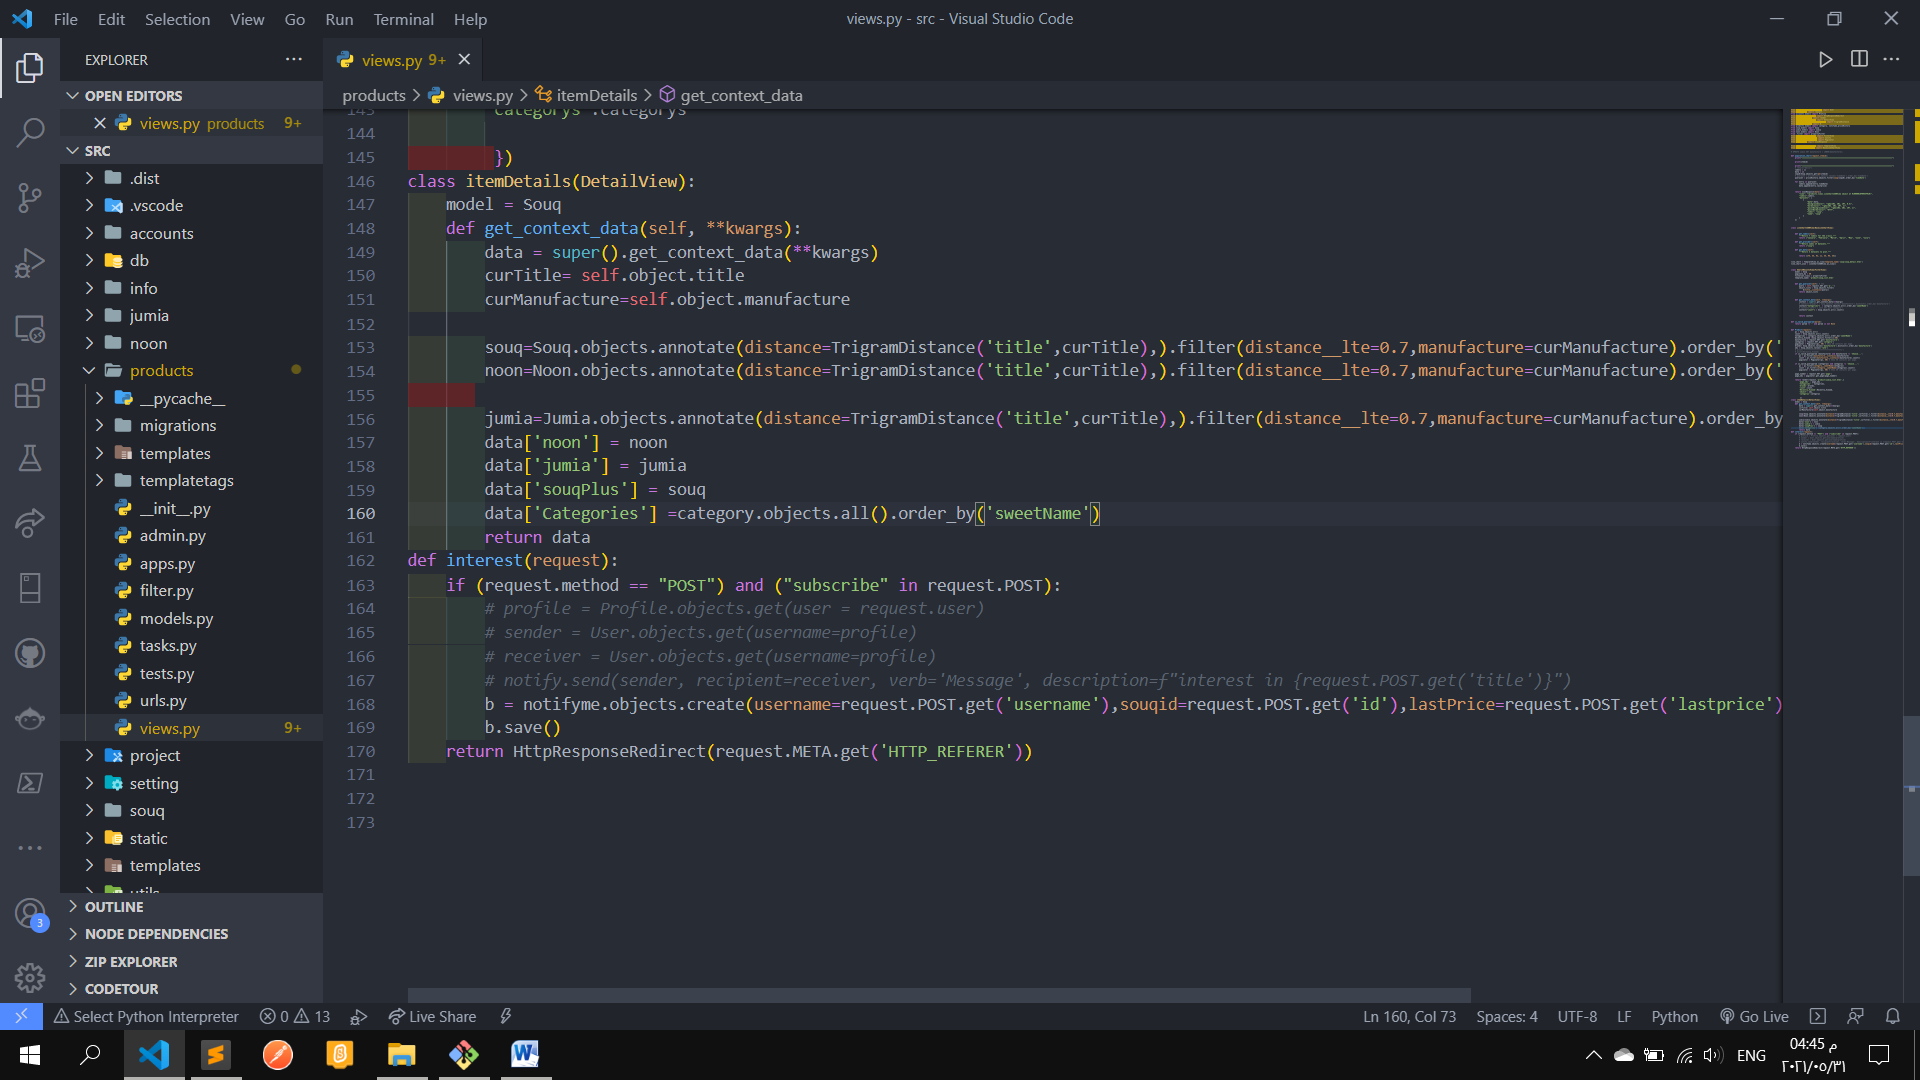 File Edit Selection View Go Run Terminal Help
views.py - src - Visual Studio Code
EXPLORER
views.py 9+
OPEN EDITORS
views.py products 9+
SRC
.dist
.vscode
accounts
db
info
jumia
noon
products
__pycache__
migrations
templates
templatetags
__init__.py
admin.py
apps.py
filter.py
models.py
tasks.py
tests.py
urls.py
views.py 9+
project
setting
souq
static
templates
utils
OUTLINE
NODE DEPENDENCIES
ZIP EXPLORER
CODETOUR
3
products > views.py > itemDetails > get_context_data
143 'categorys':categorys
144
145 })
146 class itemDetails(DetailView):
147 model = Souq
148 def get_context_data(self, **kwargs):
149 data = super().get_context_data(**kwargs)
150 curTitle= self.object.title
151 curManufacture=self.object.manufacture
152
153 souq=Souq.objects.annotate(distance=TrigramDistance('title',curTitle),).filter(distance__lte=0.7,manufacture=curManufacture).order_by('
154 noon=Noon.objects.annotate(distance=TrigramDistance('title',curTitle),).filter(distance__lte=0.7,manufacture=curManufacture).order_by('
155
156 jumia=Jumia.objects.annotate(distance=TrigramDistance('title',curTitle),).filter(distance__lte=0.7,manufacture=curManufacture).order_by
157 data['noon'] = noon
158 data['jumia'] = jumia
159 data['souqPlus'] = souq
160 data['Categories'] =category.objects.all().order_by('sweetName')
161 return data
162 def interest(request):
163 if (request.method == "POST") and ("subscribe" in request.POST):
164 # profile = Profile.objects.get(user = request.user)
165 # sender = User.objects.get(username=profile)
166 # receiver = User.objects.get(username=profile)
167 # notify.send(sender, recipient=receiver, verb='Message', description=f"interest in {request.POST.get('title')}")
168 b = notifyme.objects.create(username=request.POST.get('username'),souqid=request.POST.get('id'),lastPrice=request.POST.get('lastprice')
169 b.save()
170 return HttpResponseRedirect(request.META.get('HTTP_REFERER'))
171
172
173
Select Python Interpreter 0 13 Live Share
Ln 160, Col 73 Spaces: 4 UTF-8 LF Python Go Live
ENG
04:45 م
٢٠٢١/٠٥/٣١